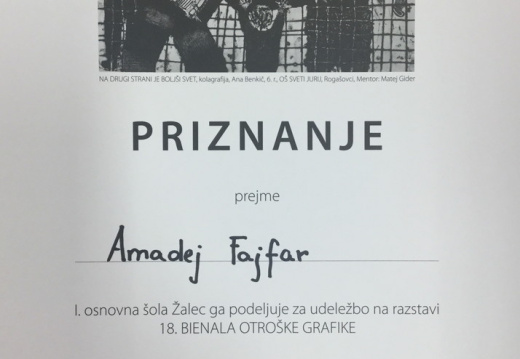 NA DRUGI STRANI JE BOLJŠI SVET, kolagrafija, Ana Benkič, 6. r., OŠ SVETI JURIJ, Rogašovci, Mentor: Matej Gider
PRIZNANJE
prejme
Amadej Fajfar
I. osnovna šola Žalec ga podeljuje za udeležbo na razstavi
18. BIENALA OTROŠKE GRAFIKE